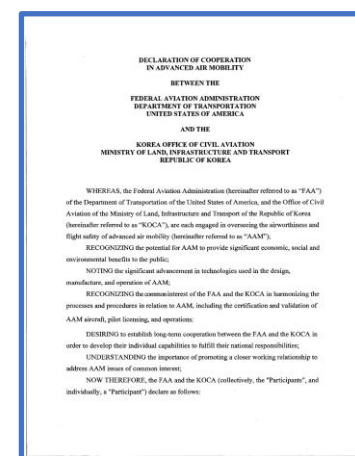 DECLARATION OF COOPERATION
IN ADVANCED AIR MOBILITY
BETWEEN THE
FEDERAL AVIATION ADMINISTRATION
DEPARTMENT OF TRANSPORTATION
UNITED STATES OF AMERICA
AND THE
KOREA OFFICE OF CIVIL AVIATION
MINISTRY OF LAND, INFRASTRUCTURE AND TRANSPORT
REPUBLIC OF KOREA
WHEREAS, the Federal Aviation Administration (hereinafter referred to as "FAA")
of the Department of Transportation of the United States of America, and the Office of Civil
Aviation of the Ministry of Land, Infrastructure and Transport of the Republic of Korea
(hereinafter referred to as "KOCA"), are each engaged in overseeing the airworthiness and
flight safety of advanced air mobility (hereinafter referred to as "AAM");
RECOGNIZING the potential for AAM to provide significant economic, social and
environmental benefits to the public;
NOTING the significant advancement in technologies used in the design,
manufacture, and operation of AAM;
RECOGNIZING the common interest of the FAA and the KOCA in harmonizing the
processes and procedures in relation to AAM, including the certification and validation of
AAM aircraft, pilot licensing, and operations:
DESIRING to establish long-term cooperation between the FAA and the KOCA in
order to develop their individual capabilities to fulfill their national responsibilities;
UNDERSTANDING the importance of promoting a closer working relationship to
address AAM issues of common interest;
NOW THEREFORE, the FAA and the KOCA (collectively, the "Participants", and
individually, a "Participant") declare as follows: